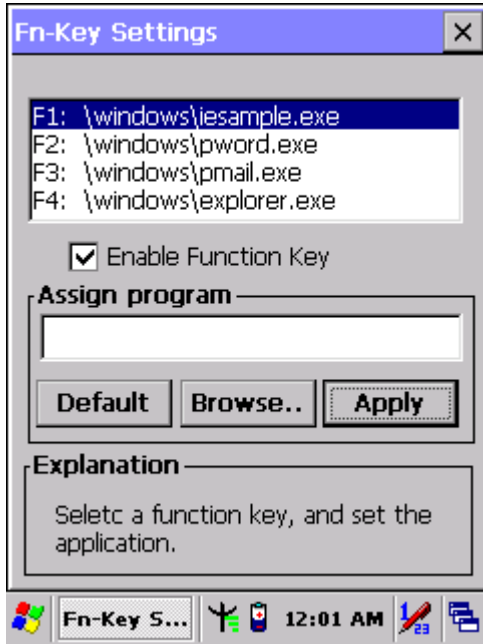 Fn-Key Settings
F1: \windows\iesample.exe
F2: \windows\pword.exe
F3: \windows\pmail.exe
F4: \windows\explorer.exe
Enable Function Key
Assign program
Default Browse.. Apply
Explanation
Seletc a function key, and set the
application.
Fn-Key S... 12:01 AM 1 23